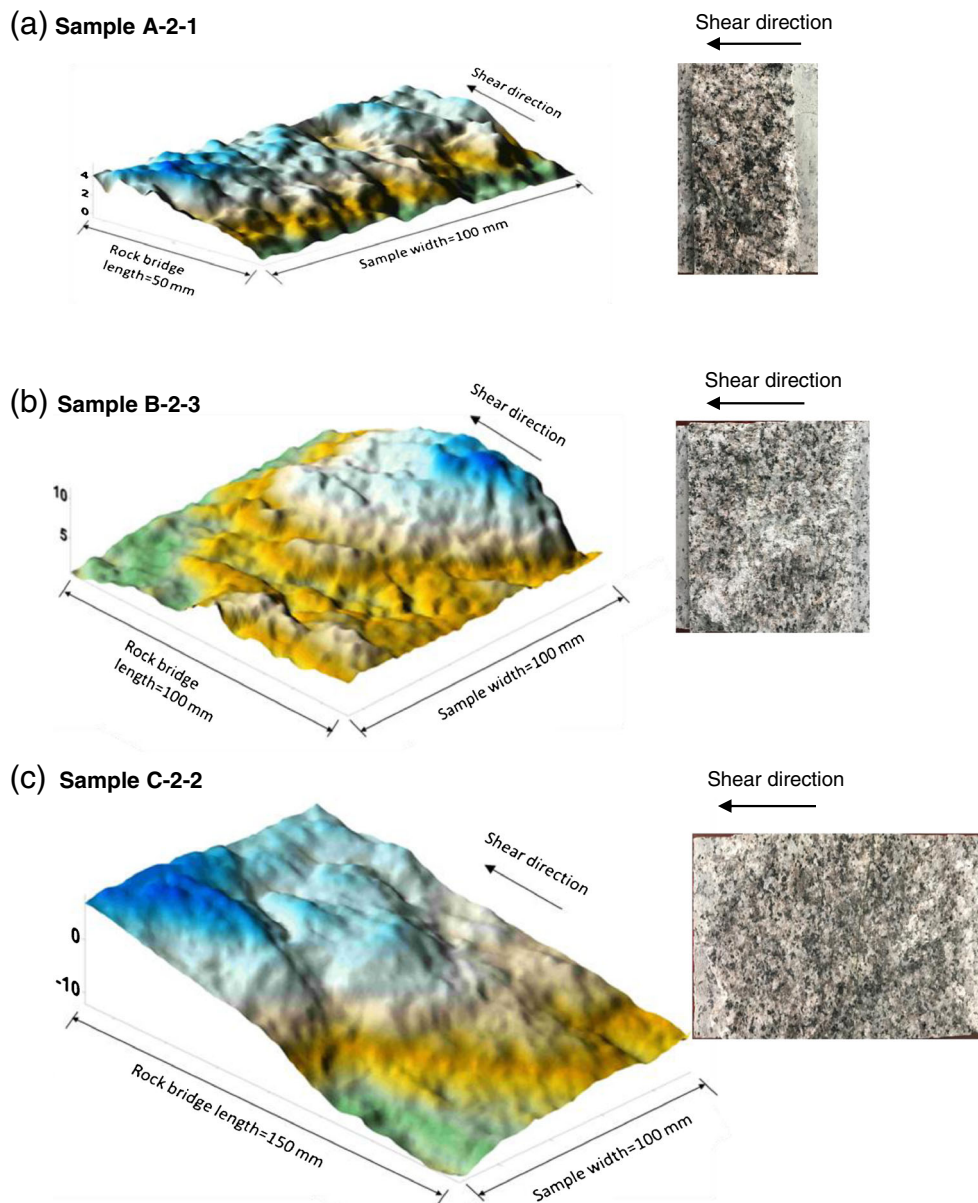 (a) Sample A-2-1
Shear direction
Shear direction
4
2
0
Rock bridge
length=50 mm
Sample width=100 mm
(b) Sample B-2-3
Shear direction
Shear direction
10
5
Rock bridge
length=100 mm
Sample width=100 mm
(c) Sample C-2-2
Shear direction
Shear direction
0
-10
Rock bridge length=150 mm
Sample width=100 mm